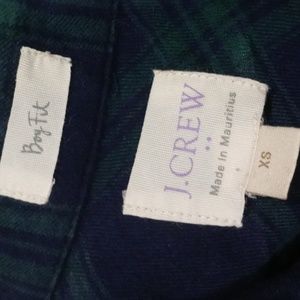 Boy Fit
J.CREW
Made in Mauritius
XS